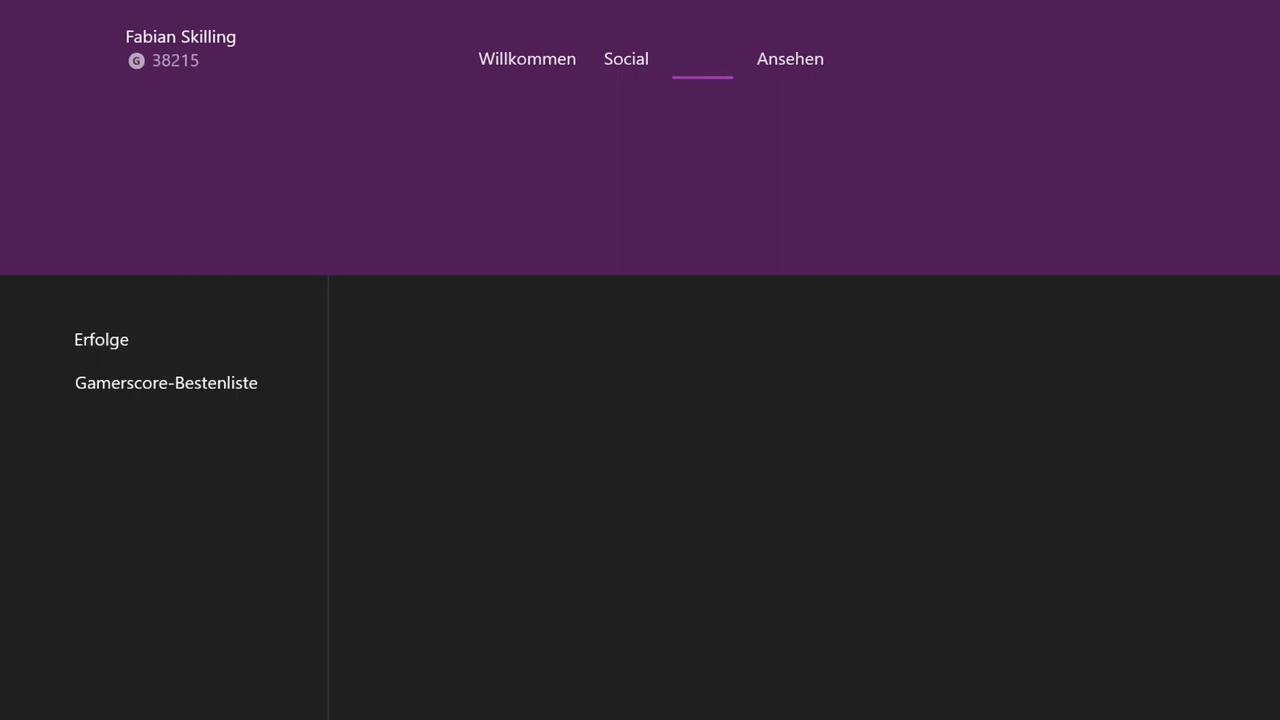 Fabian Skilling
G 38215
Willkommen Social Ansehen
Erfolge
Gamerscore-Bestenliste